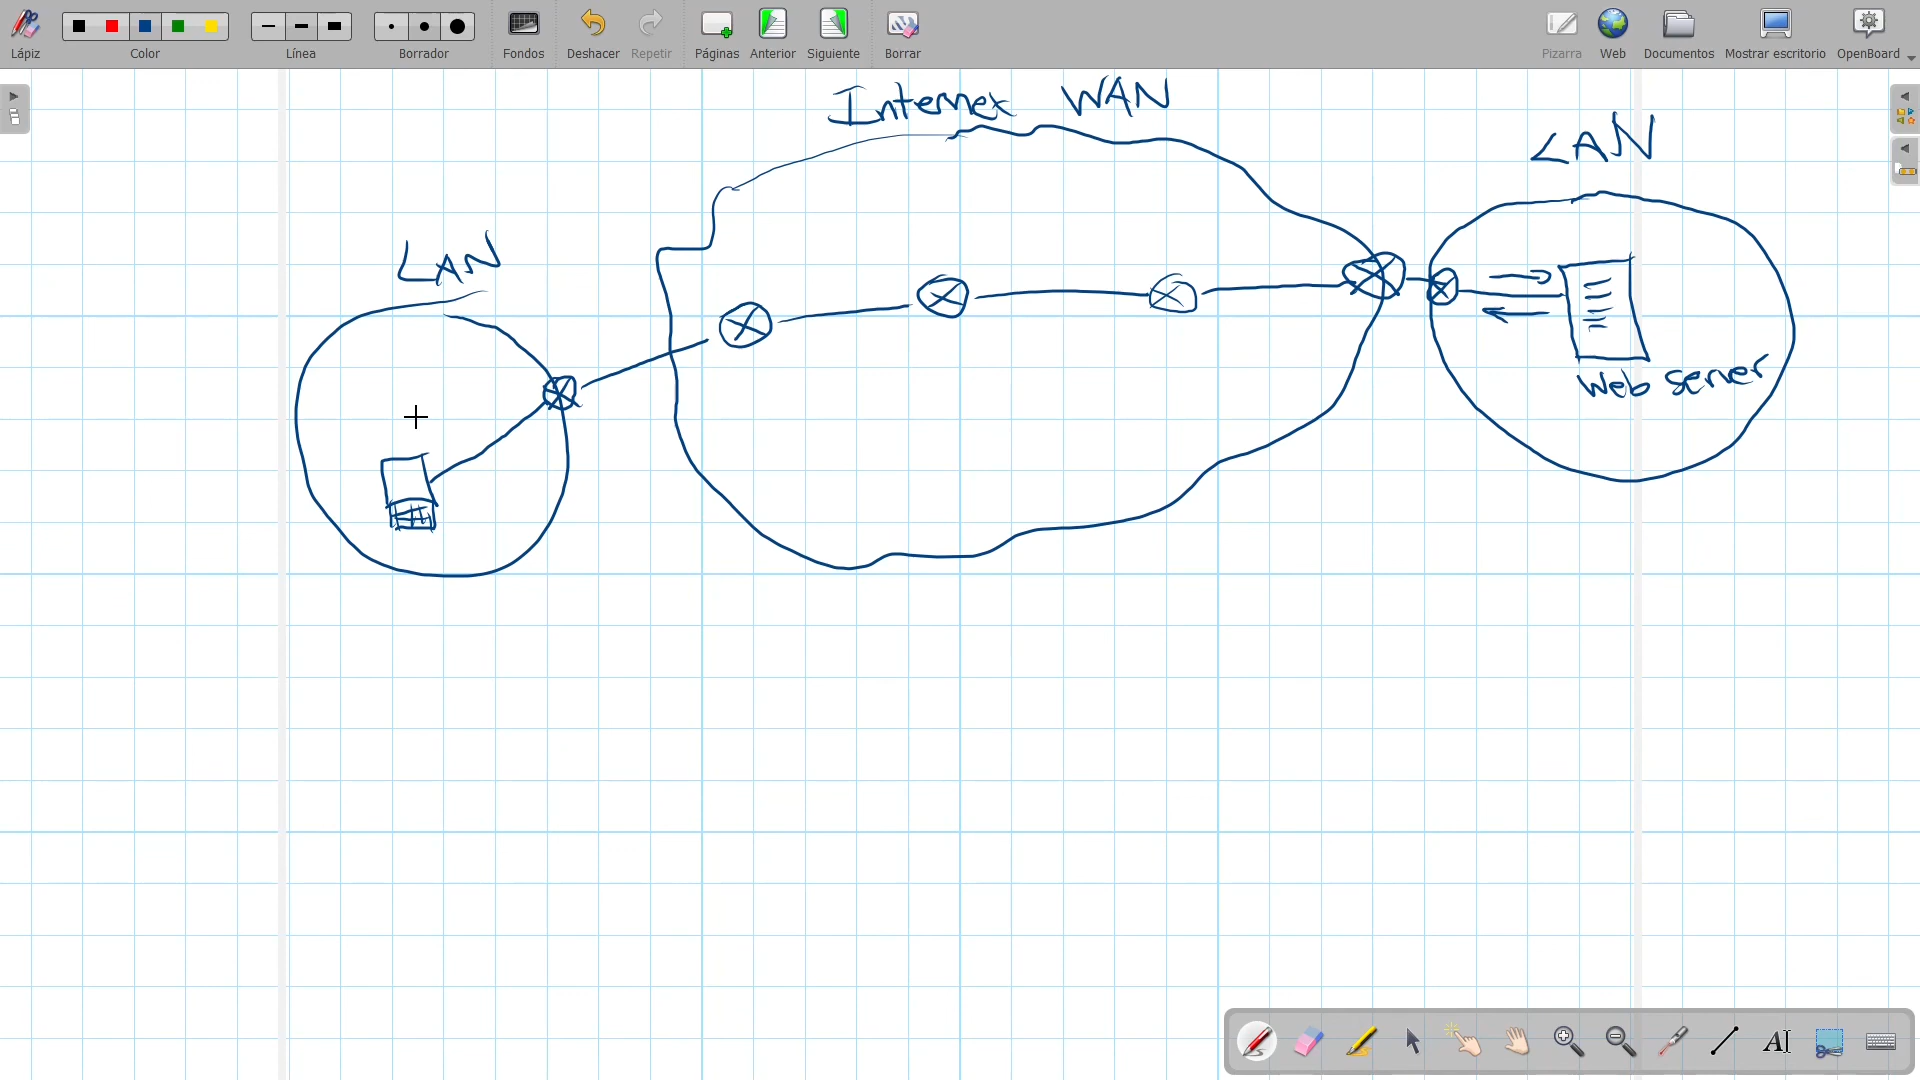 Lápiz
Color
Línea
Borrador
Fondos
Deshacer
Repetir
Páginas
Anterior
Siguiente
Borrar
Pizarra
Web
Documentos
Mostrar escritorio
OpenBoard
Internet WAN
LAN
LAN
Web server